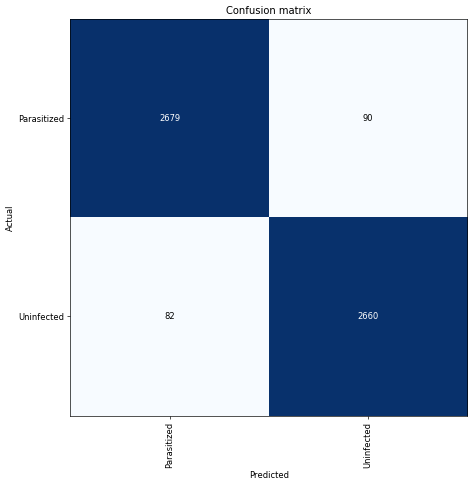 Confusion matrix
Parasitized
2679
90
Actual
Uninfected
82
2660
Parasitized
Uninfected
Predicted